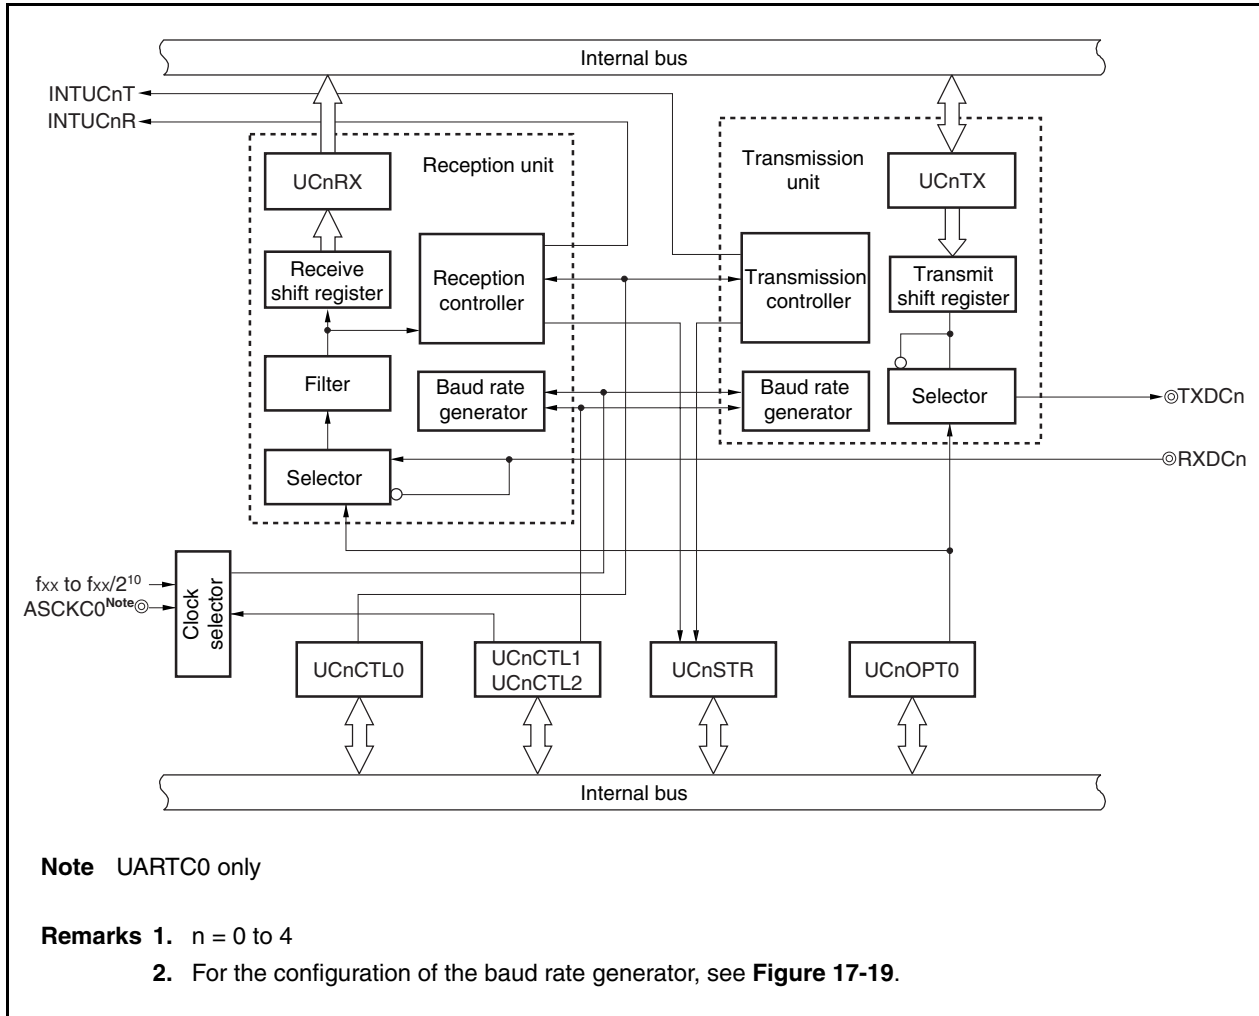 Internal bus
INTUCnT
INTUCnR
Reception unit
Transmission
unit
UCnRX
UCnTX
Receive
shift register
Reception
controller
Transmission
controller
Transmit
shift register
Filter
Baud rate
generator
Baud rate
generator
Selector
TXDCn
Selector
RXDCn
fxx to fxx/2¹⁰
ASCKC0Note
Clock
selector
UCnCTL0
UCnCTL1
UCnCTL2
UCnSTR
UCnOPT0
Internal bus
Note UARTC0 only
Remarks 1. n = 0 to 4
2. For the configuration of the baud rate generator, see Figure 17-19.